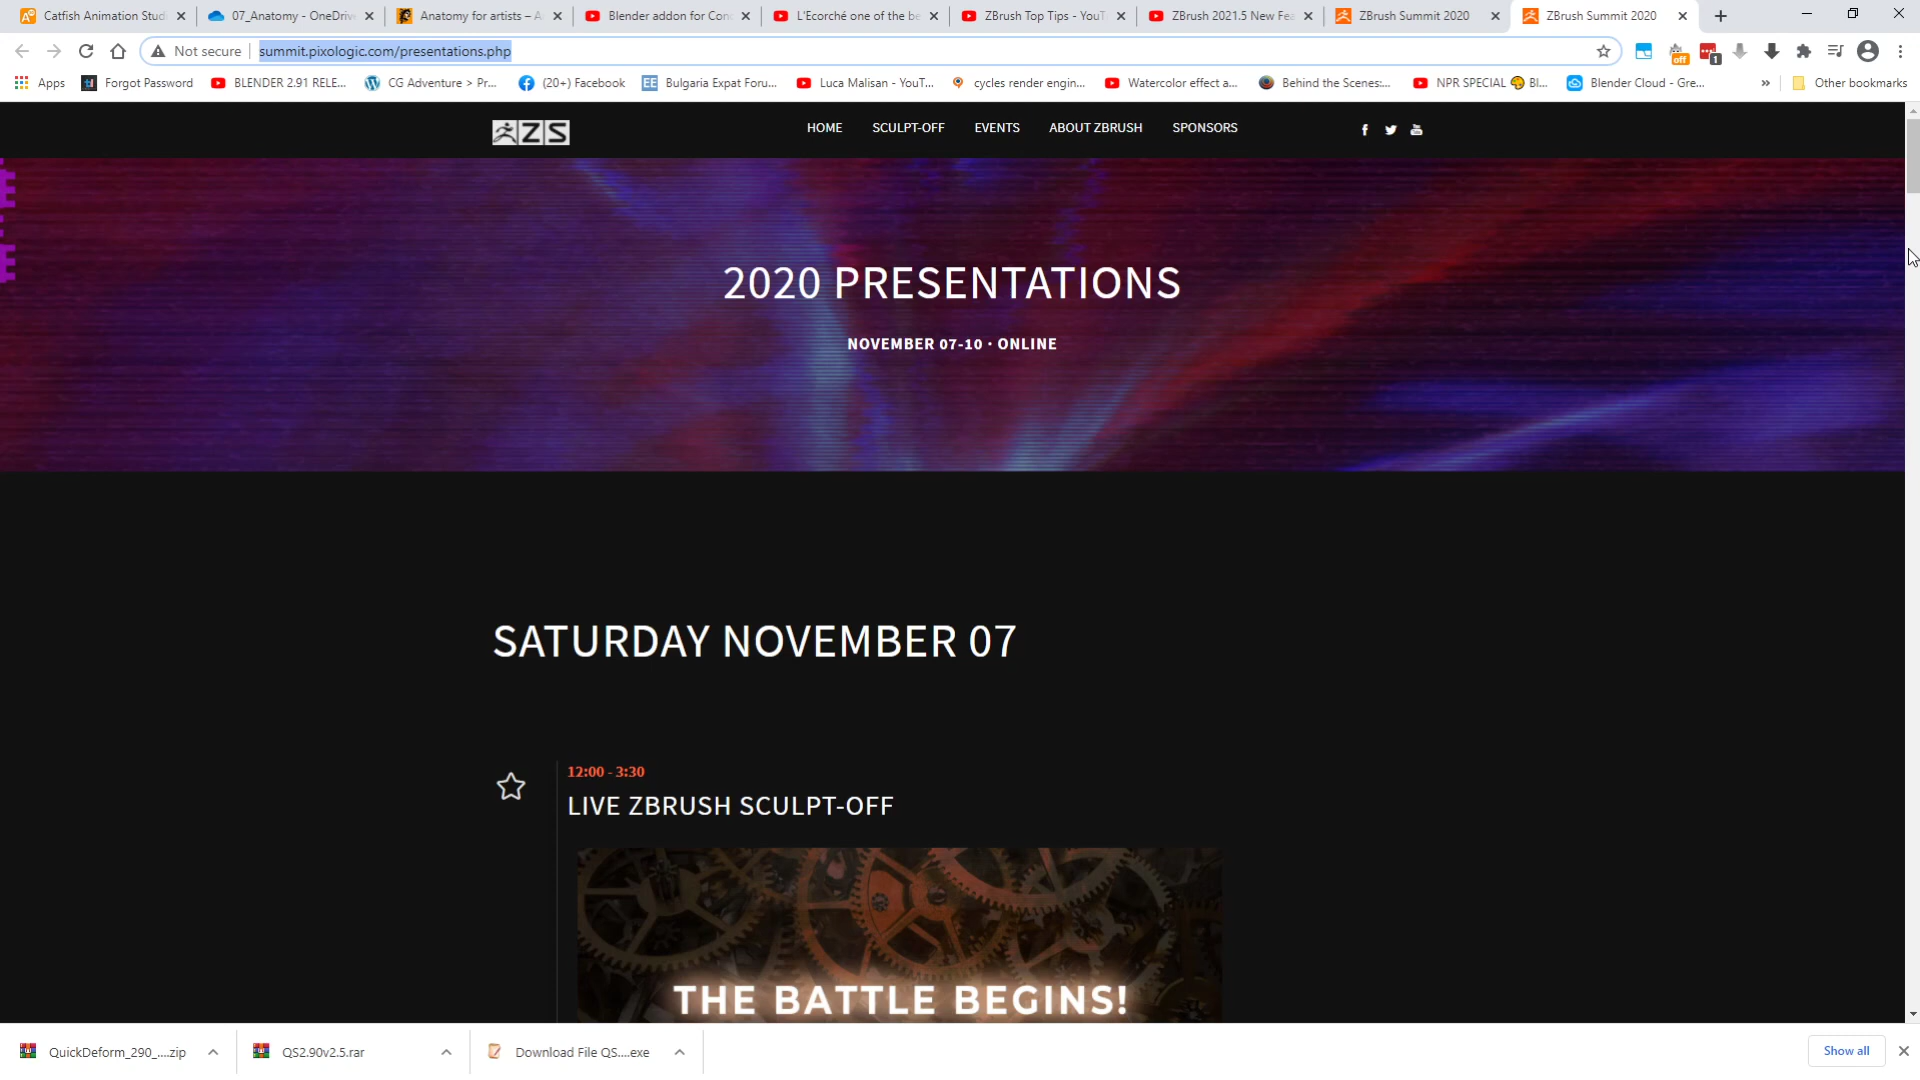 Catfish Animation Stud
07_Anatomy - OneDriv
Anatomy for artists – A
Blender addon for Con
L'Ecorché one of the be
ZBrush Top Tips - YouT
ZBrush 2021.5 New Fea
ZBrush Summit 2020
ZBrush Summit 2020
Not secure
summit.pixologic.com/presentations.php
off
1
Apps
Forgot Password
BLENDER 2.91 RELE...
CG Adventure > Pr...
(20+) Facebook
EE
Bulgaria Expat Foru...
Luca Malisan - YouT...
cycles render engin...
Watercolor effect a...
Behind the Scenes:...
NPR SPECIAL Bl...
Blender Cloud - Gre...
»
Other bookmarks
ZS
HOME
SCULPT-OFF
EVENTS
ABOUT ZBRUSH
SPONSORS
2020 PRESENTATIONS
NOVEMBER 07-10 · ONLINE
SATURDAY NOVEMBER 07
12:00 - 3:30
LIVE ZBRUSH SCULPT-OFF
THE BATTLE BEGINS!
QuickDeform_290_....zip
QS2.90v2.5.rar
Download File QS....exe
Show all